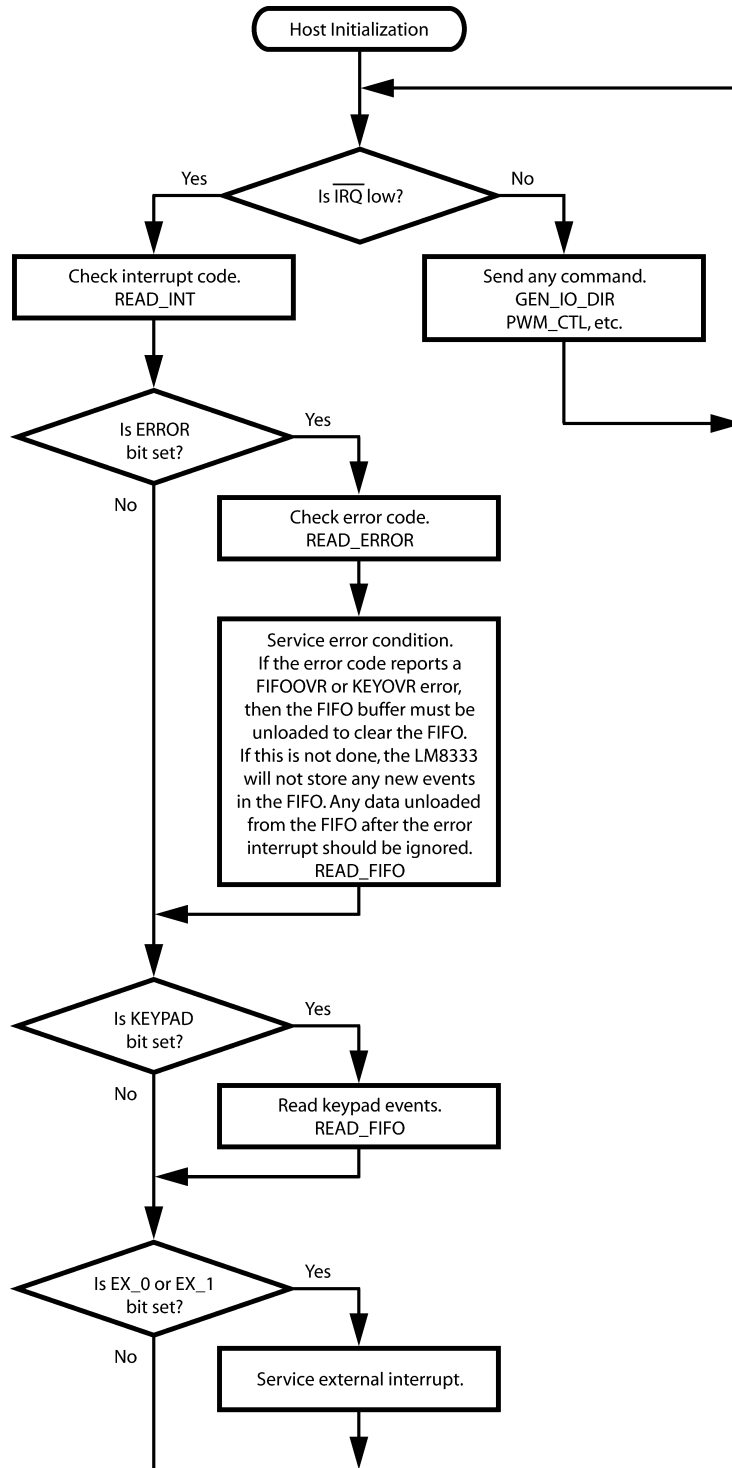 Host Initialization
Is IRQ low?
Yes
No
Check interrupt code.
READ_INT
Send any command.
GEN_IO_DIR
PWM_CTL, etc.
Is ERROR
bit set?
Yes
No
Check error code.
READ_ERROR
Service error condition.
If the error code reports a
FIFOOVR or KEYOVR error,
then the FIFO buffer must be
unloaded to clear the FIFO.
If this is not done, the LM8333
will not store any new events
in the FIFO. Any data unloaded
from the FIFO after the error
interrupt should be ignored.
READ_FIFO
Is KEYPAD
bit set?
Yes
No
Read keypad events.
READ_FIFO
Is EX_0 or EX_1
bit set?
Yes
No
Service external interrupt.